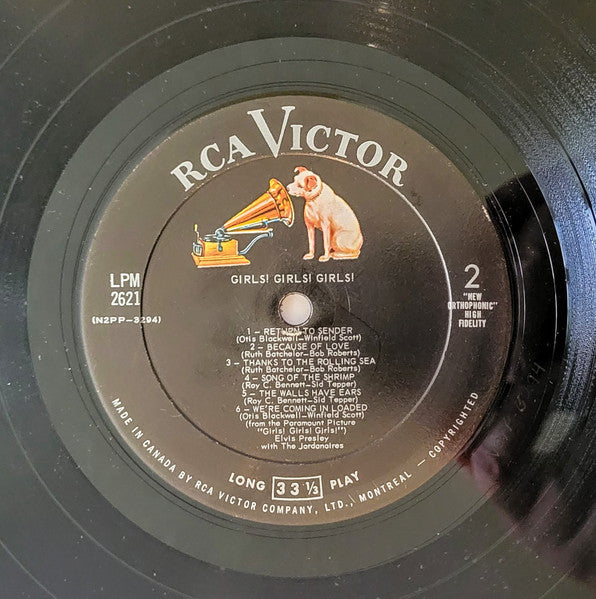 RCA VICTOR
GIRLS! GIRLS! GIRLS!
LPM
2621
(N2PP-3294)
2
"NEW
ORTHOPHONIC"
HIGH
FIDELITY
1 - RETURN TO SENDER
(Otis Blackwell-Winfield Scott)
2 - BECAUSE OF LOVE
(Ruth Batchelor-Bob Roberts)
3 - THANKS TO THE ROLLING SEA
(Ruth Batchelor-Bob Roberts)
4 - SONG OF THE SHRIMP
(Roy C. Bennett-Sid Tepper)
5 - THE WALLS HAVE EARS
(Roy C. Bennett-Sid Tepper)
6 - WE'RE COMING IN LOADED
(Otis Blackwell-Winfield Scott)
(from the Paramount Picture
"Girls! Girls! Girls!")
Elvis Presley
with The Jordanaires
LONG 33 1/3 PLAY
MADE IN CANADA BY RCA VICTOR COMPANY, LTD., MONTREAL - COPYRIGHTED